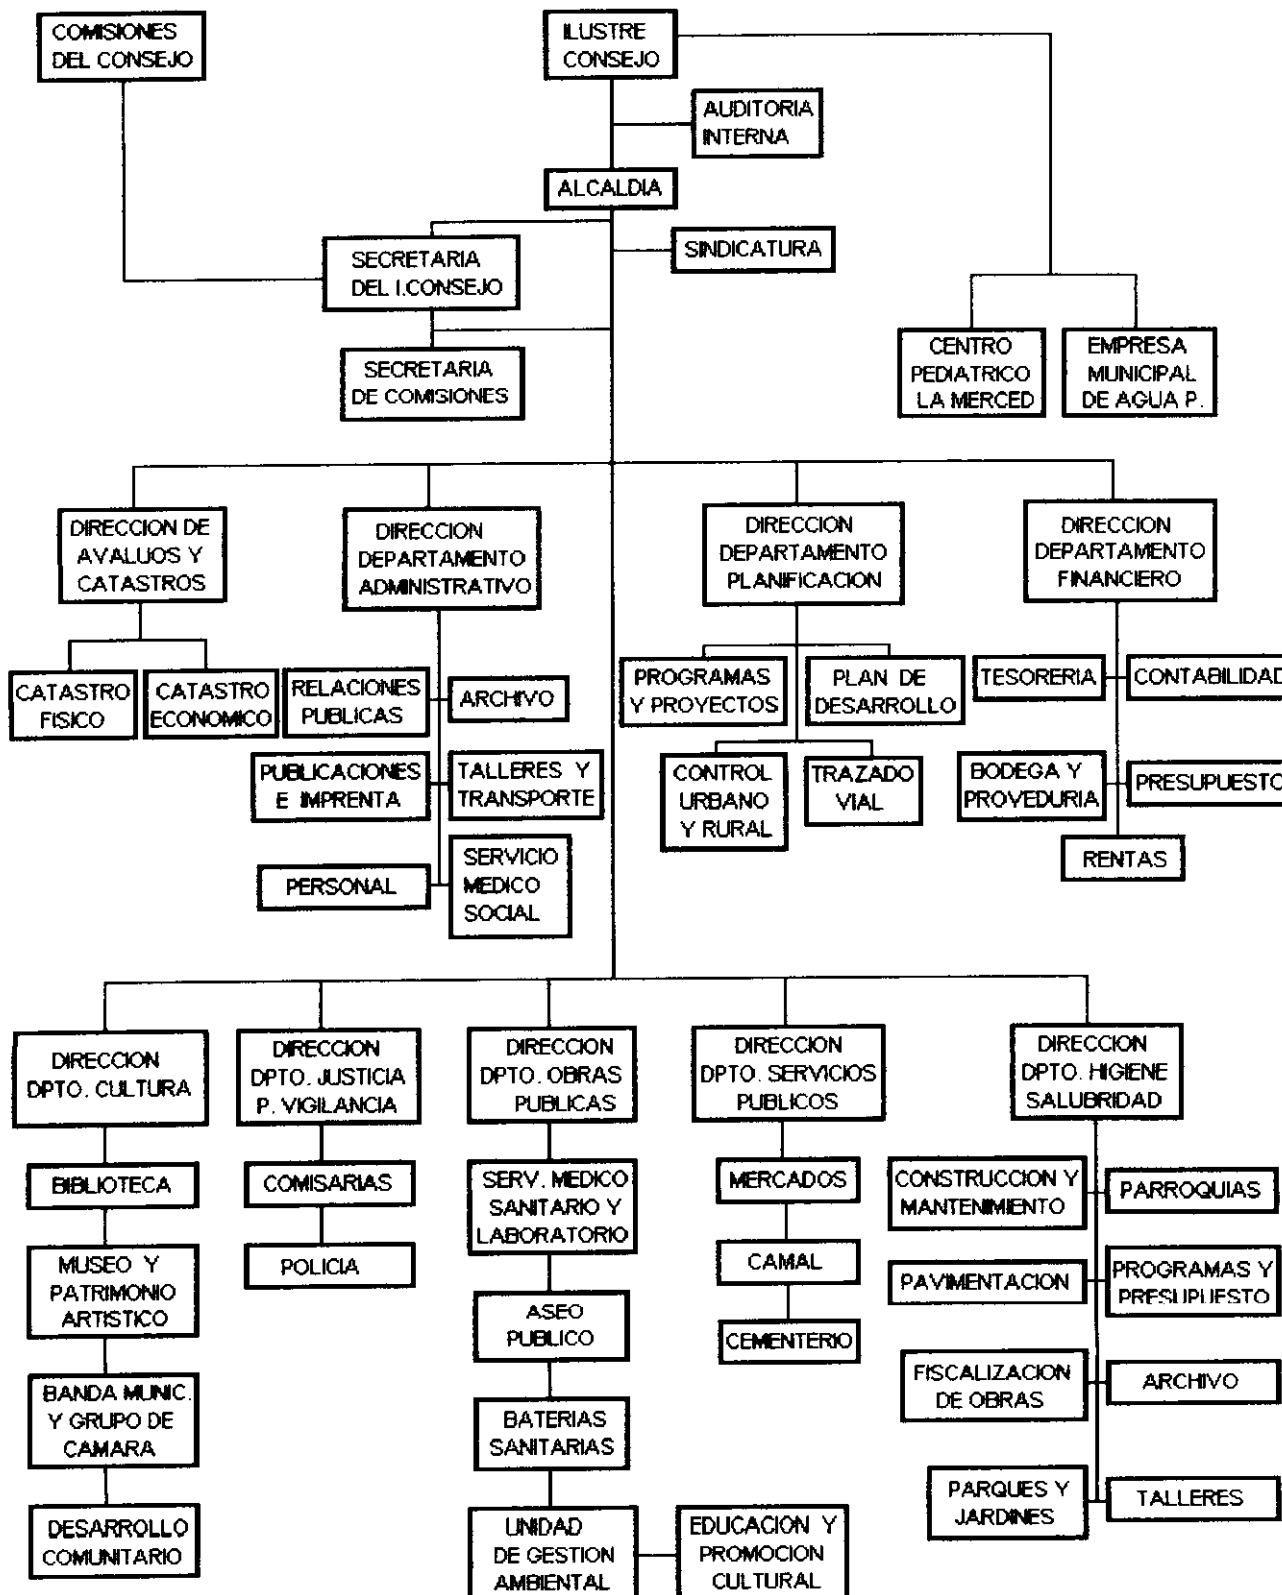 COMISIONES
DEL CONSEJO
ILUSTRE
CONSEJO
AUDITORIA
INTERNA
ALCALDIA
SECRETARIA
DEL I.CONSEJO
SINDICATURA
SECRETARIA
DE COMISIONES
CENTRO
PEDIATRICO
LA MERCED
EMPRESA
MUNICIPAL
DE AGUA P.
DIRECCION DE
AVALUOS Y
CATASTROS
DIRECCION
DEPARTAMENTO
ADMINISTRATIVO
DIRECCION
DEPARTAMENTO
PLANIFICACION
DIRECCION
DEPARTAMENTO
FINANCIERO
CATASTRO
FISICO
CATASTRO
ECONOMICO
RELACIONES
PUBLICAS
ARCHIVO
PUBLICACIONES
E IMPRENTA
TALLERES Y
TRANSPORTE
PERSONAL
SERVICIO
MEDICO
SOCIAL
PROGRAMAS
Y PROYECTOS
PLAN DE
DESARROLLO
CONTROL
URBANO
Y RURAL
TRAZADO
VIAL
TESORERIA
CONTABILIDAD
BODEGA Y
PROVEDURIA
PRESUPUESTO
RENTAS
DIRECCION
DPTO. CULTURA
DIRECCION
DPTO. JUSTICIA
P. VIGILANCIA
DIRECCION
DPTO. OBRAS
PUBLICAS
DIRECCION
DPTO. SERVICIOS
PUBLICOS
DIRECCION
DPTO. HIGIENE
SALUBRIDAD
BIBLIOTECA
MUSEO Y
PATRIMONIO
ARTISTICO
BANDA MUNIC.
Y GRUPO DE
CAMARA
DESARROLLO
COMUNITARIO
COMISARIAS
POLICIA
SERV. MEDICO
SANITARIO Y
LABORATORIO
ASEO
PUBLICO
BATERIAS
SANITARIAS
UNIDAD
DE GESTION
AMBIENTAL
EDUCACION Y
PROMOCION
CULTURAL
MERCADOS
CAMAL
CEMENTERIO
CONSTRUCCION Y
MANTENIMIENTO
PARROQUIAS
PAVIMENTACION
PROGRAMAS Y
PRESUPUESTO
FISCALIZACION
DE OBRAS
ARCHIVO
PARQUES Y
JARDINES
TALLERES